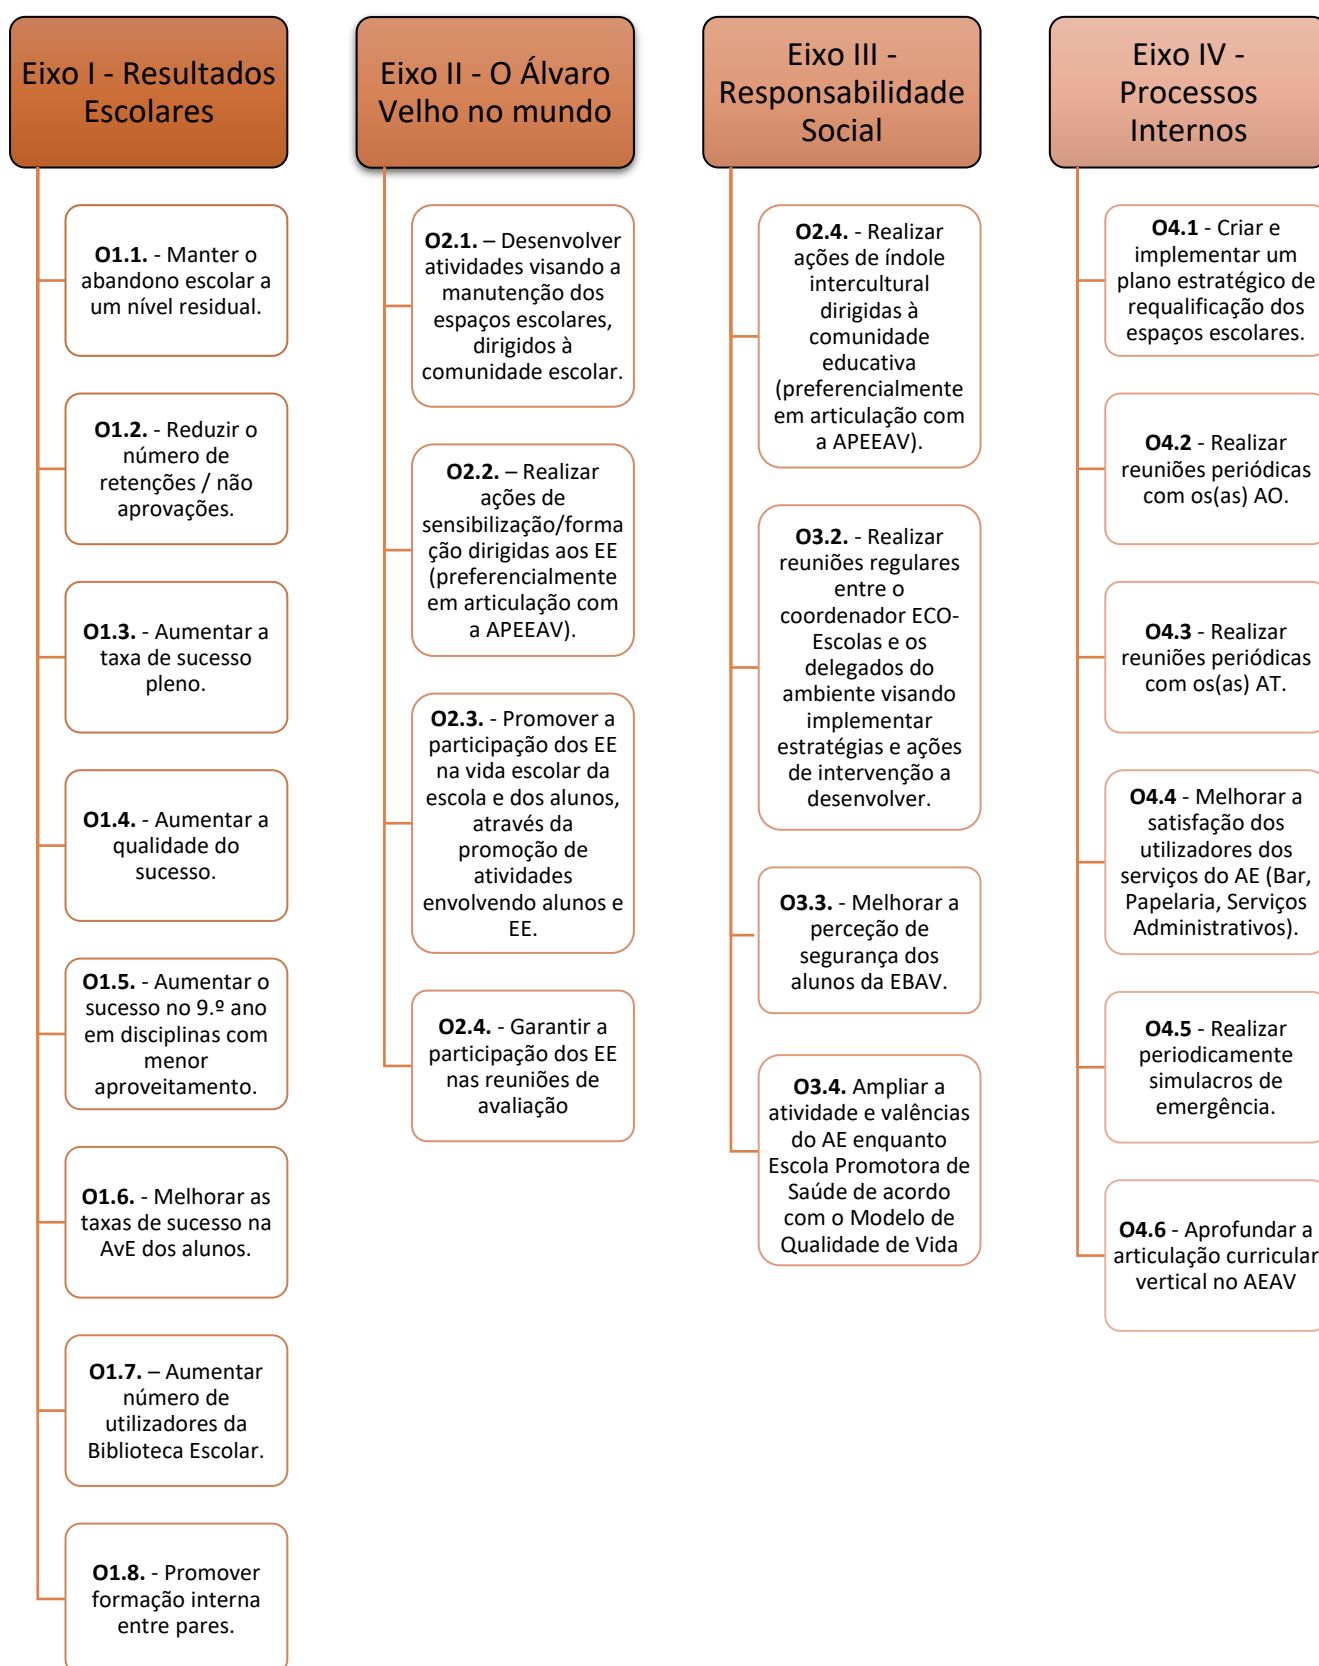 Eixo I - Resultados
Escolares
O1.1. - Manter o
abandono escolar a
um nível residual.
O1.2. - Reduzir o
número de
retenções / não
aprovações.
O1.3. - Aumentar a
taxa de sucesso
pleno.
O1.4. - Aumentar a
qualidade do
sucesso.
O1.5. - Aumentar o
sucesso no 9.º ano
em disciplinas com
menor
aproveitamento.
O1.6. - Melhorar as
taxas de sucesso na
AvE dos alunos.
O1.7. – Aumentar
número de
utilizadores da
Biblioteca Escolar.
O1.8. - Promover
formação interna
entre pares.
Eixo II - O Álvaro
Velho no mundo
O2.1. – Desenvolver
atividades visando a
manutenção dos
espaços escolares,
dirigidos à
comunidade escolar.
O2.2. – Realizar
ações de
sensibilização/forma
ção dirigidas aos EE
(preferencialmente
em articulação com
a APEEAV).
O2.3. - Promover a
participação dos EE
na vida escolar da
escola e dos alunos,
através da
promoção de
atividades
envolvendo alunos e
EE.
O2.4. - Garantir a
participação dos EE
nas reuniões de
avaliação
Eixo III -
Responsabilidade
Social
O2.4. - Realizar
ações de índole
intercultural
dirigidas à
comunidade
educativa
(preferencialmente
em articulação com
a APEEAV).
O3.2. - Realizar
reuniões regulares
entre o
coordenador ECO-
Escolas e os
delegados do
ambiente visando
implementar
estratégias e ações
de intervenção a
desenvolver.
O3.3. - Melhorar a
perceção de
segurança dos
alunos da EBAV.
O3.4. Ampliar a
atividade e valências
do AE enquanto
Escola Promotora de
Saúde de acordo
com o Modelo de
Qualidade de Vida
Eixo IV -
Processos
Internos
O4.1 - Criar e
implementar um
plano estratégico de
requalificação dos
espaços escolares.
O4.2 - Realizar
reuniões periódicas
com os(as) AO.
O4.3 - Realizar
reuniões periódicas
com os(as) AT.
O4.4 - Melhorar a
satisfação dos
utilizadores dos
serviços do AE (Bar,
Papelaria, Serviços
Administrativos).
O4.5 - Realizar
periodicamente
simulacros de
emergência.
O4.6 - Aprofundar a
articulação curricular
vertical no AEAV